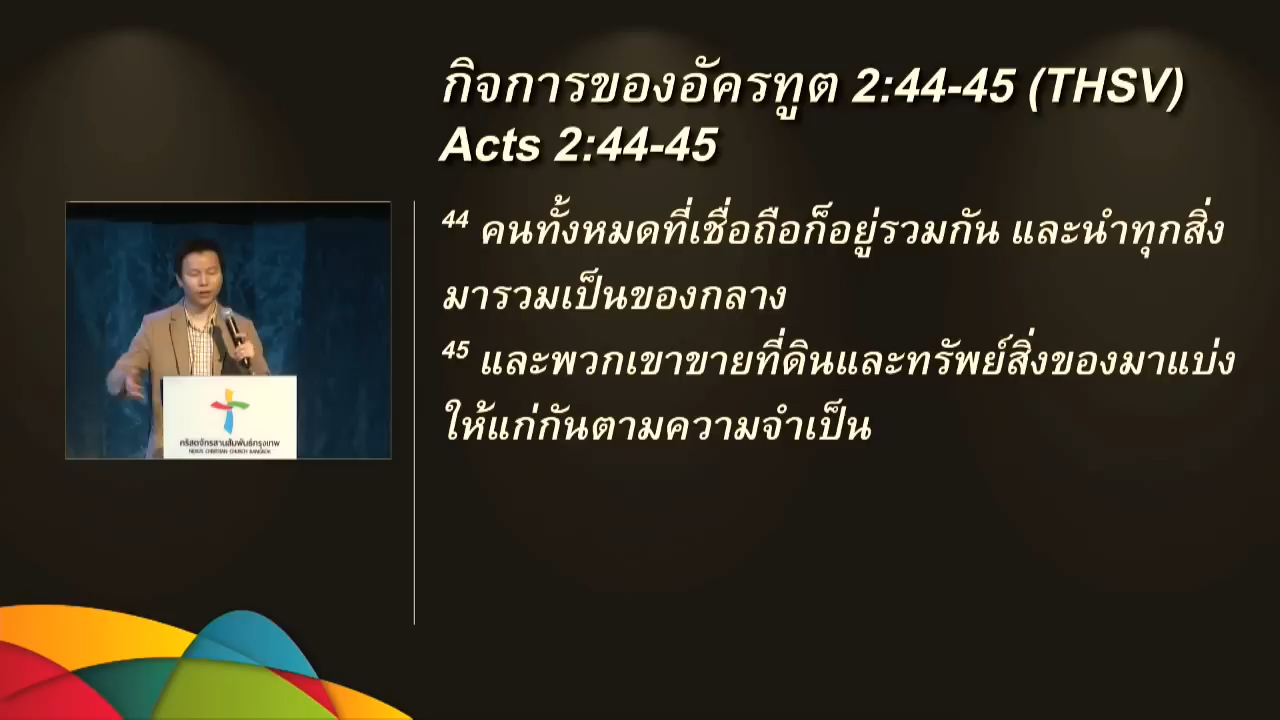 กิจการของอัครทูต 2:44-45 (THSV)
Acts 2:44-45
44 คนทั้งหมดที่เชื่อถือก็อยู่รวมกัน และนำทุกสิ่ง
มารวมเป็นของกลาง
45 และพวกเขาขายที่ดินและทรัพย์สิ่งของมาแบ่ง
ให้แก่กันตามความจำเป็น
คริสตจักรสานสัมพันธ์กรุงเทพ
NEXUS CHRISTIAN CHURCH BANGKOK